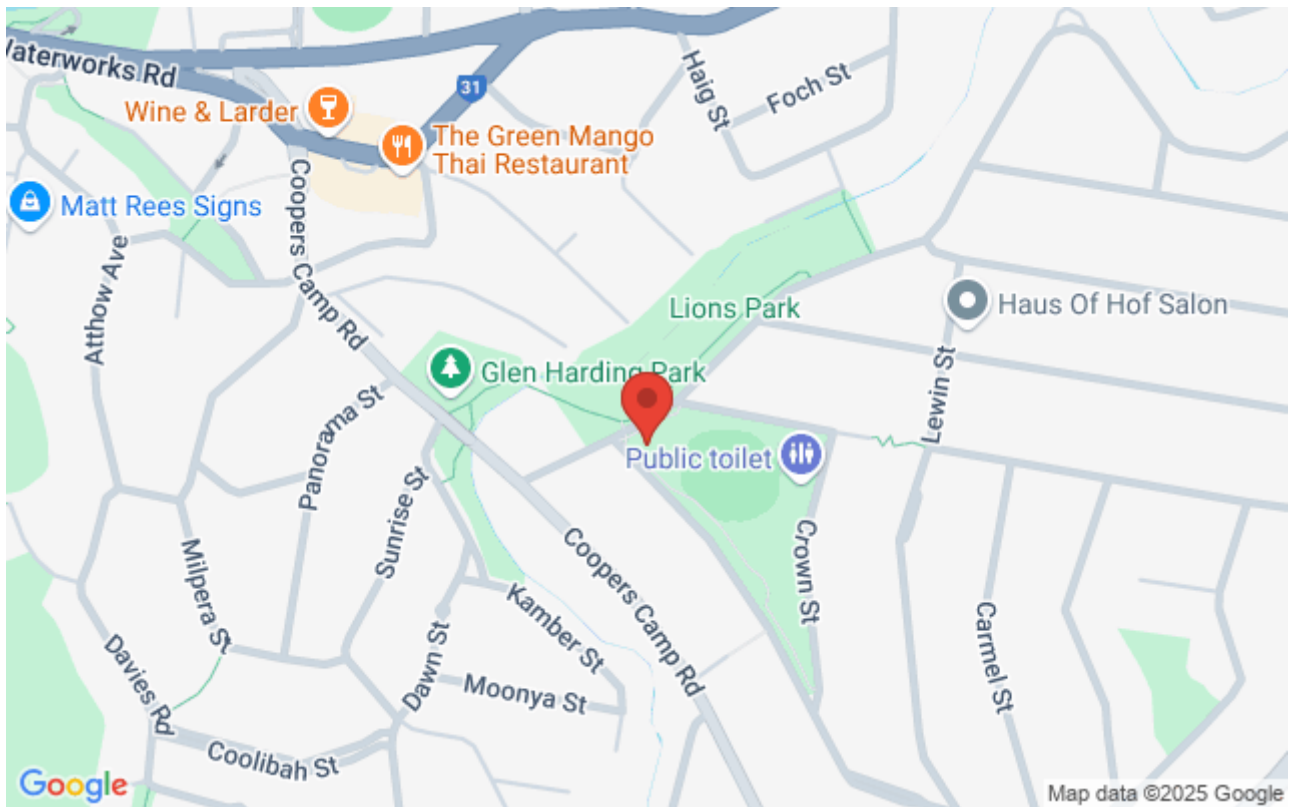 Waterworks Rd
Wine & Larder
31
The Green Mango
Thai Restaurant
Haig St
Foch St
Matt Rees Signs
Coopers Camp Rd
Atthow Ave
Lions Park
Haus Of Hof Salon
Glen Harding Park
Lewin St
Panorama St
Public toilet
Sunrise St
Crown St
Coopers Camp Rd
Milpera St
Kamber St
Carmel St
Davies Rd
Dawn St
Moonya St
Coolibah St
Google
Map data ©2025 Google